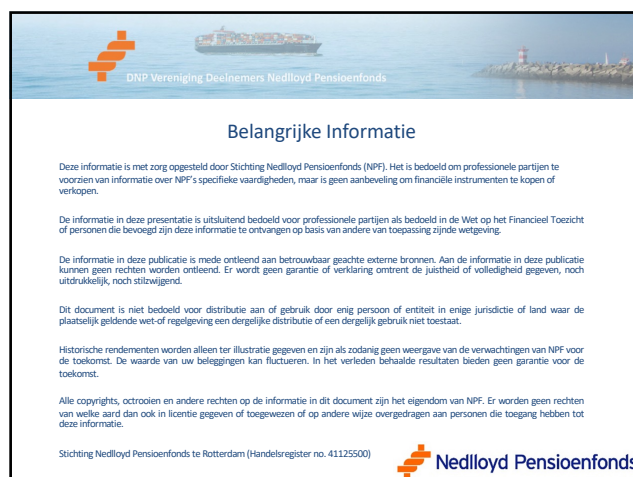 DNP Vereniging Deelnemers Nedlloyd Pensioenfonds
Belangrijke Informatie
Deze informatie is met zorg opgesteld door Stichting Nedlloyd Pensioenfonds (NPF). Het is bedoeld om professionele partijen te
voorzien van informatie over NPF's specifieke vaardigheden, maar is geen aanbeveling om financiële instrumenten te kopen of
verkopen.
De informatie in deze presentatie is uitsluitend bedoeld voor professionele partijen als bedoeld in de Wet op het Financieel Toezicht
of personen die bevoegd zijn deze informatie te ontvangen op basis van andere van toepassing zijnde wetgeving.
De informatie in deze publicatie is mede ontleend aan betrouwbaar geachte externe bronnen. Aan de informatie in deze publicatie
kunnen geen rechten worden ontleend. Er wordt geen garantie of verklaring omtrent de juistheid of volledigheid gegeven, noch
uitdrukkelijk, noch stilzwijgend.
Dit document is niet bedoeld voor distributie aan of gebruik door enig persoon of entiteit in enige jurisdictie of land waar de
plaatselijk geldende wet-of regelgeving een dergelijke distributie of een dergelijk gebruik niet toestaat.
Historische rendementen worden alleen ter illustratie gegeven en zijn als zodanig geen weergave van de verwachtingen van NPF voor
de toekomst. De waarde van uw beleggingen kan fluctueren. In het verleden behaalde resultaten bieden geen garantie voor de
toekomst.
Alle copyrights, octrooien en andere rechten op de informatie in dit document zijn het eigendom van NPF. Er worden geen rechten
van welke aard dan ook in licentie gegeven of toegewezen of op andere wijze overgedragen aan personen die toegang hebben tot
deze informatie.
Stichting Nedlloyd Pensioenfonds te Rotterdam (Handelsregister no. 41125500)
Nedlloyd Pensioenfonds